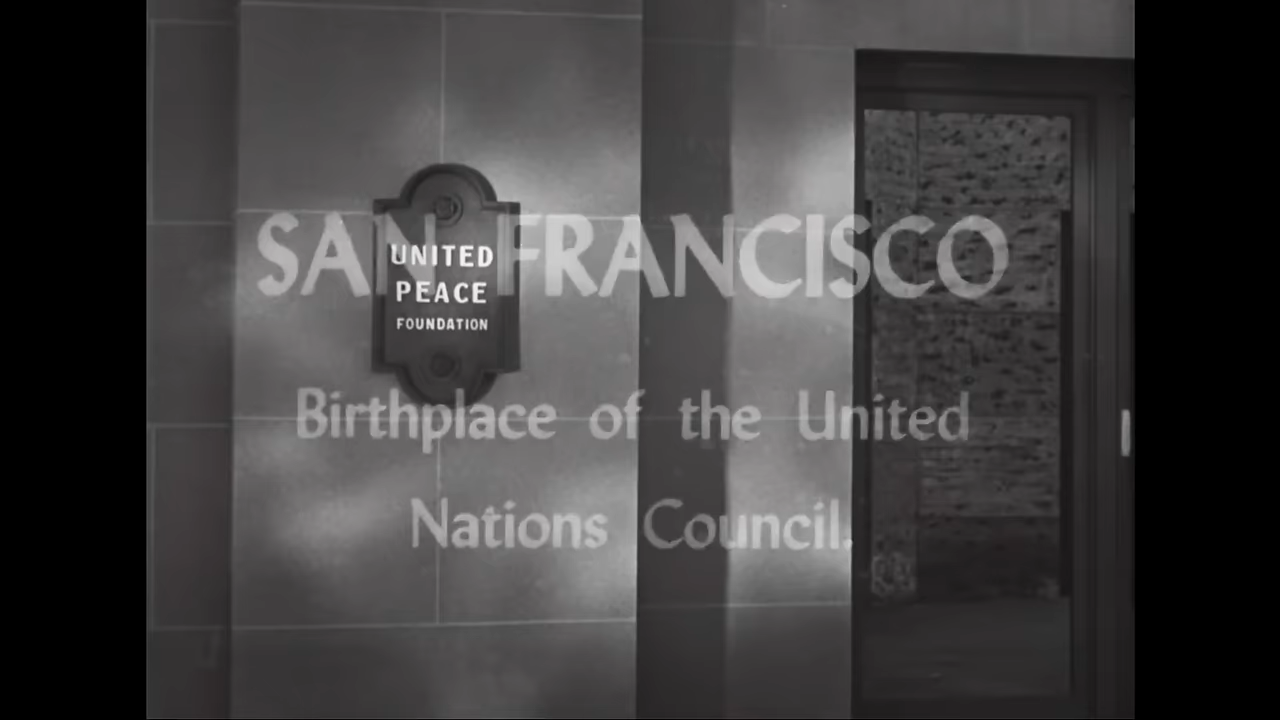 SAN FRANCISCO
UNITED
PEACE
FOUNDATION
Birthplace of the United
Nations Council.